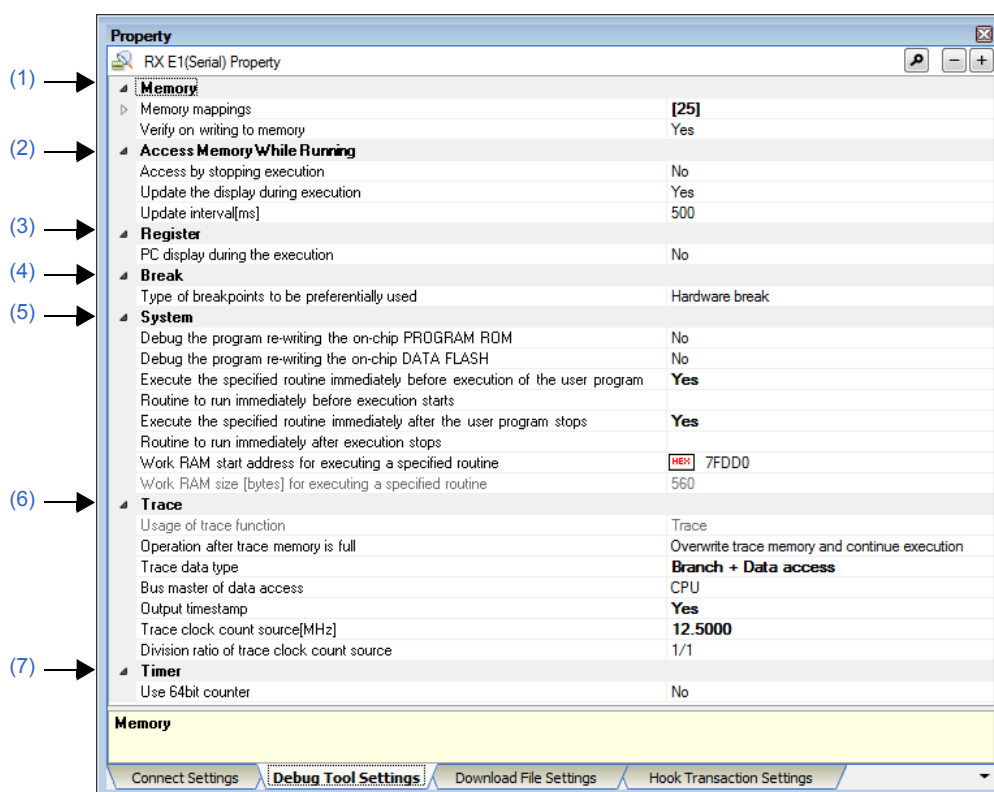 Property
RX E1(Serial) Property
(1) Memory
Memory mappings [25]
Verify on writing to memory Yes
(2) Access Memory While Running
Access by stopping execution No
Update the display during execution Yes
Update interval[ms] 500
(3) Register
PC display during the execution No
(4) Break
Type of breakpoints to be preferentially used Hardware break
(5) System
Debug the program re-writing the on-chip PROGRAM ROM No
Debug the program re-writing the on-chip DATA FLASH No
Execute the specified routine immediately before execution of the user program Yes
Routine to run immediately before execution starts
Execute the specified routine immediately after the user program stops Yes
Routine to run immediately after execution stops
Work RAM start address for executing a specified routine HEX 7FDD0
Work RAM size [bytes] for executing a specified routine 560
(6) Trace
Usage of trace function Trace
Operation after trace memory is full Overwrite trace memory and continue execution
Trace data type Branch + Data access
Bus master of data access CPU
Output timestamp Yes
Trace clock count source[MHz] 12.5000
Division ratio of trace clock count source 1/1
(7) Timer
Use 64bit counter No
Memory
Connect Settings Debug Tool Settings Download File Settings Hook Transaction Settings